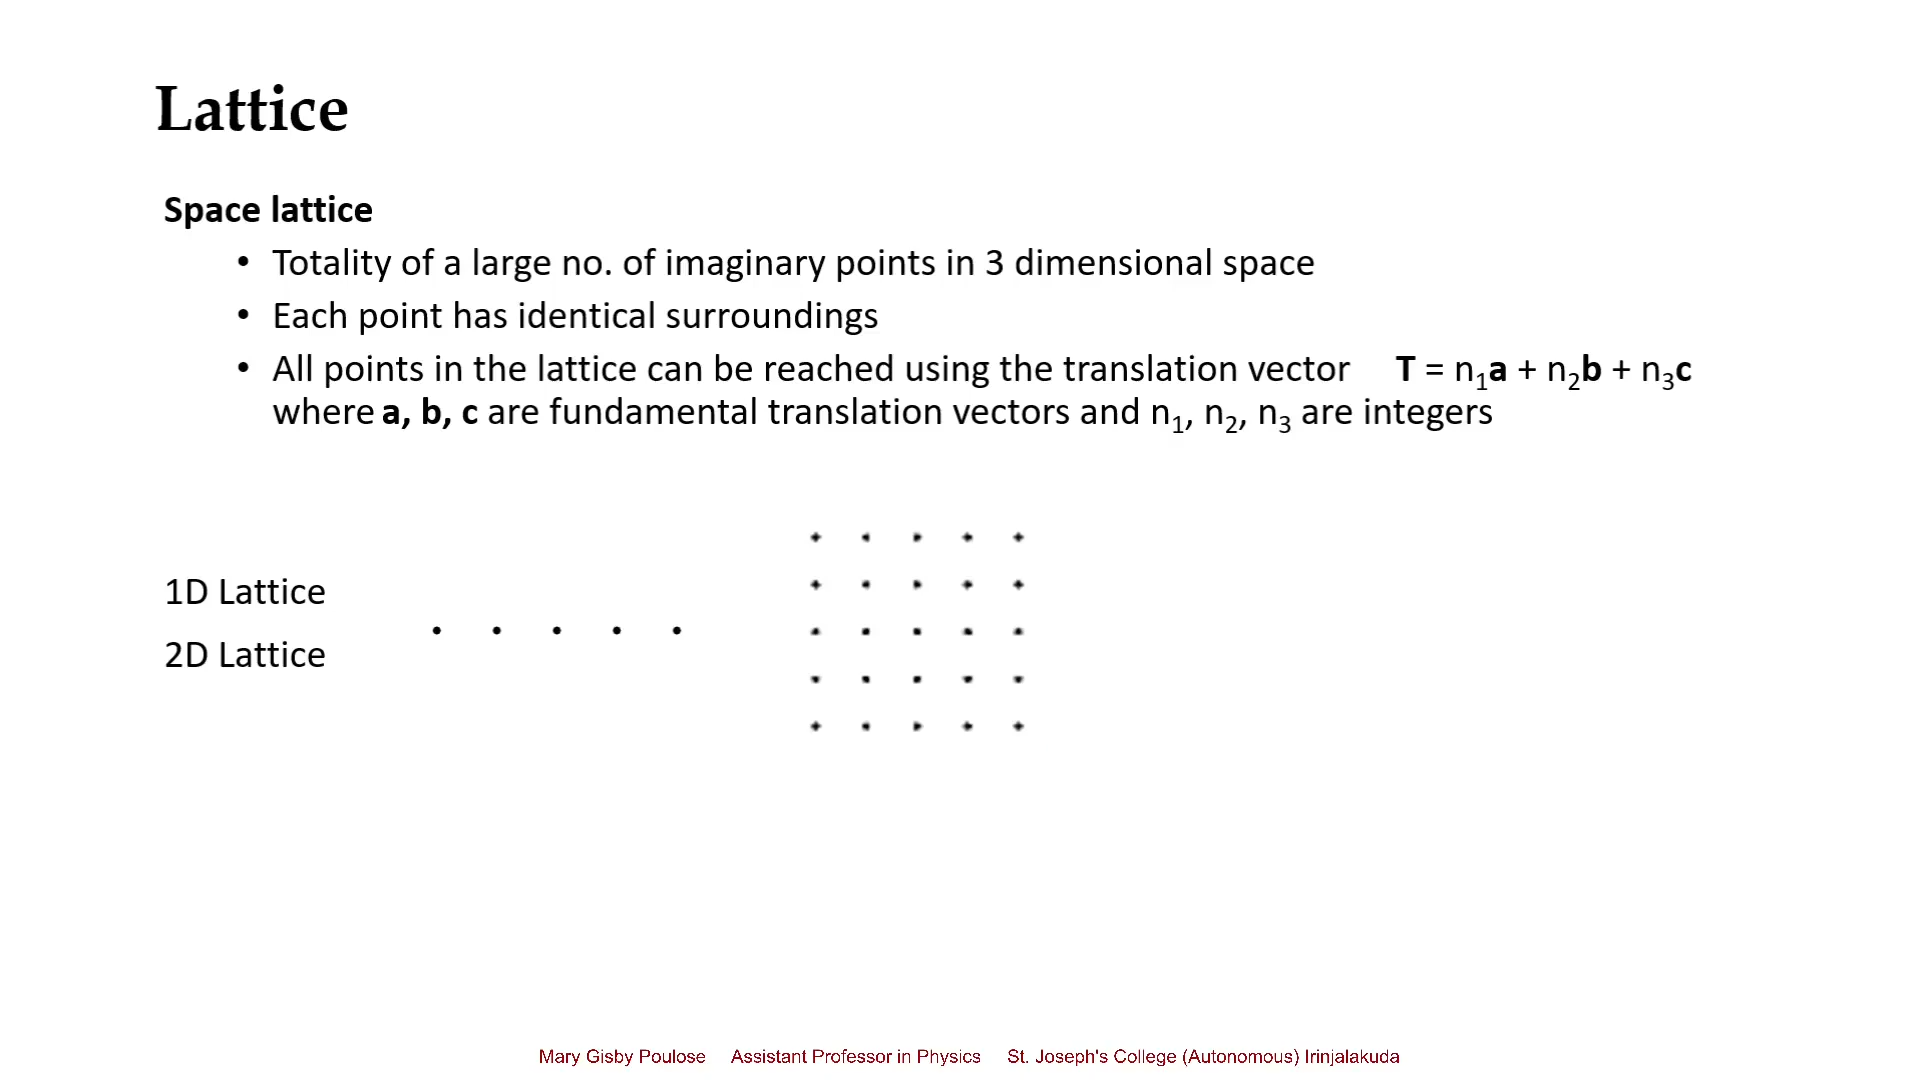 Lattice
Space lattice
• Totality of a large no. of imaginary points in 3 dimensional space
• Each point has identical surroundings
• All points in the lattice can be reached using the translation vector T = n₁a + n₂b + n₃c
where a, b, c are fundamental translation vectors and n₁, n₂, n₃ are integers
1D Lattice
2D Lattice
Mary Gisby Poulose Assistant Professor in Physics St. Joseph's College (Autonomous) Irinjalakuda